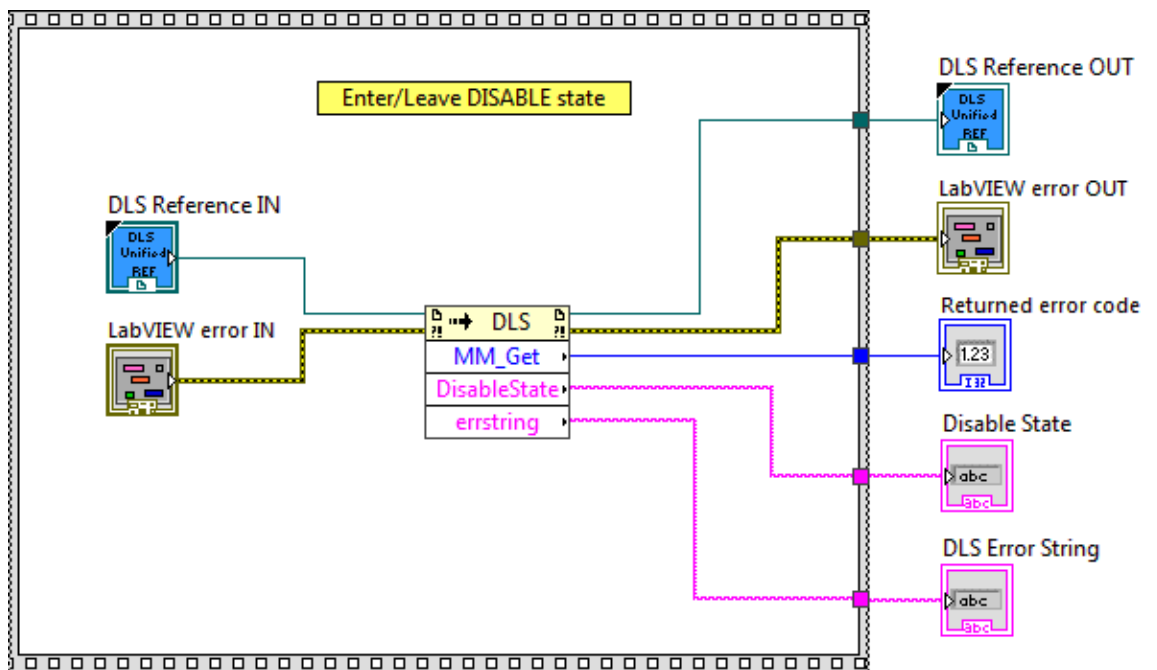 DLS Reference OUT
Enter/Leave DISABLE state
DLS
Unified
REF
LabVIEW error OUT
DLS Reference IN
DLS
Unified
REF
Returned error code
LabVIEW error IN
?! DLS ?!
MM_Get
1.23
I32
DisableState
errstring
Disable State
abc
abc
DLS Error String
abc
abc